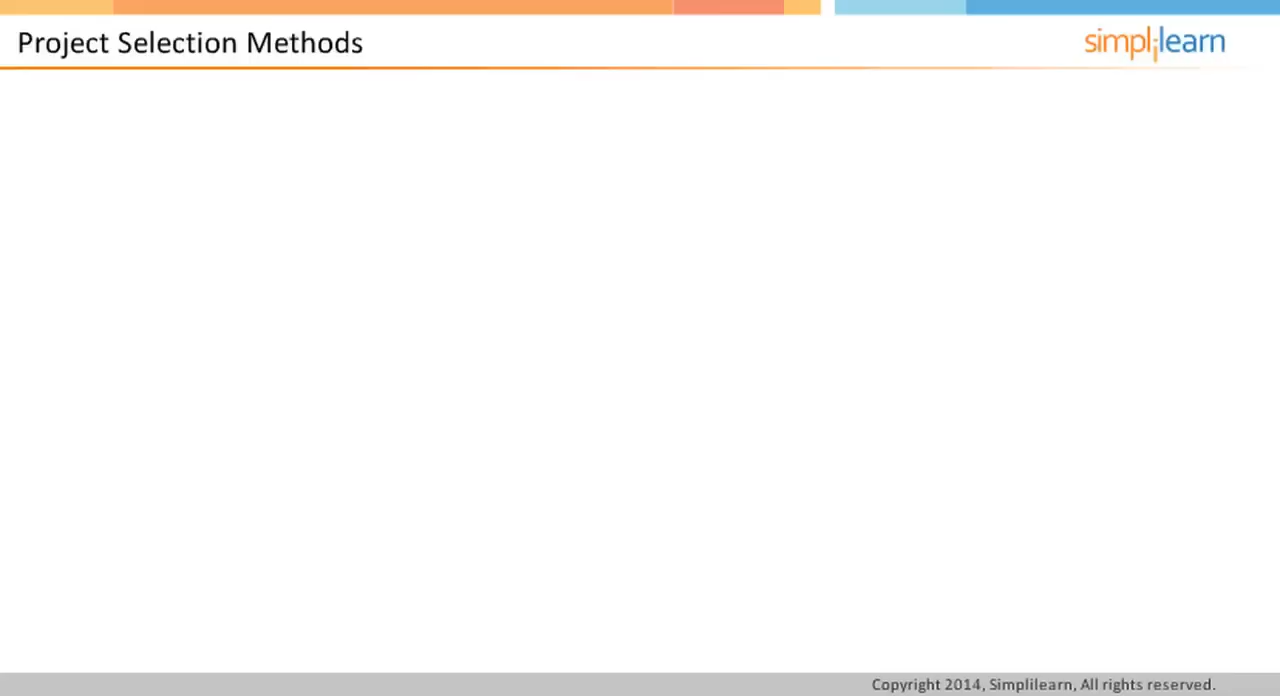 Project Selection Methods
simplilearn
Copyright 2014, Simplilearn, All rights reserved.